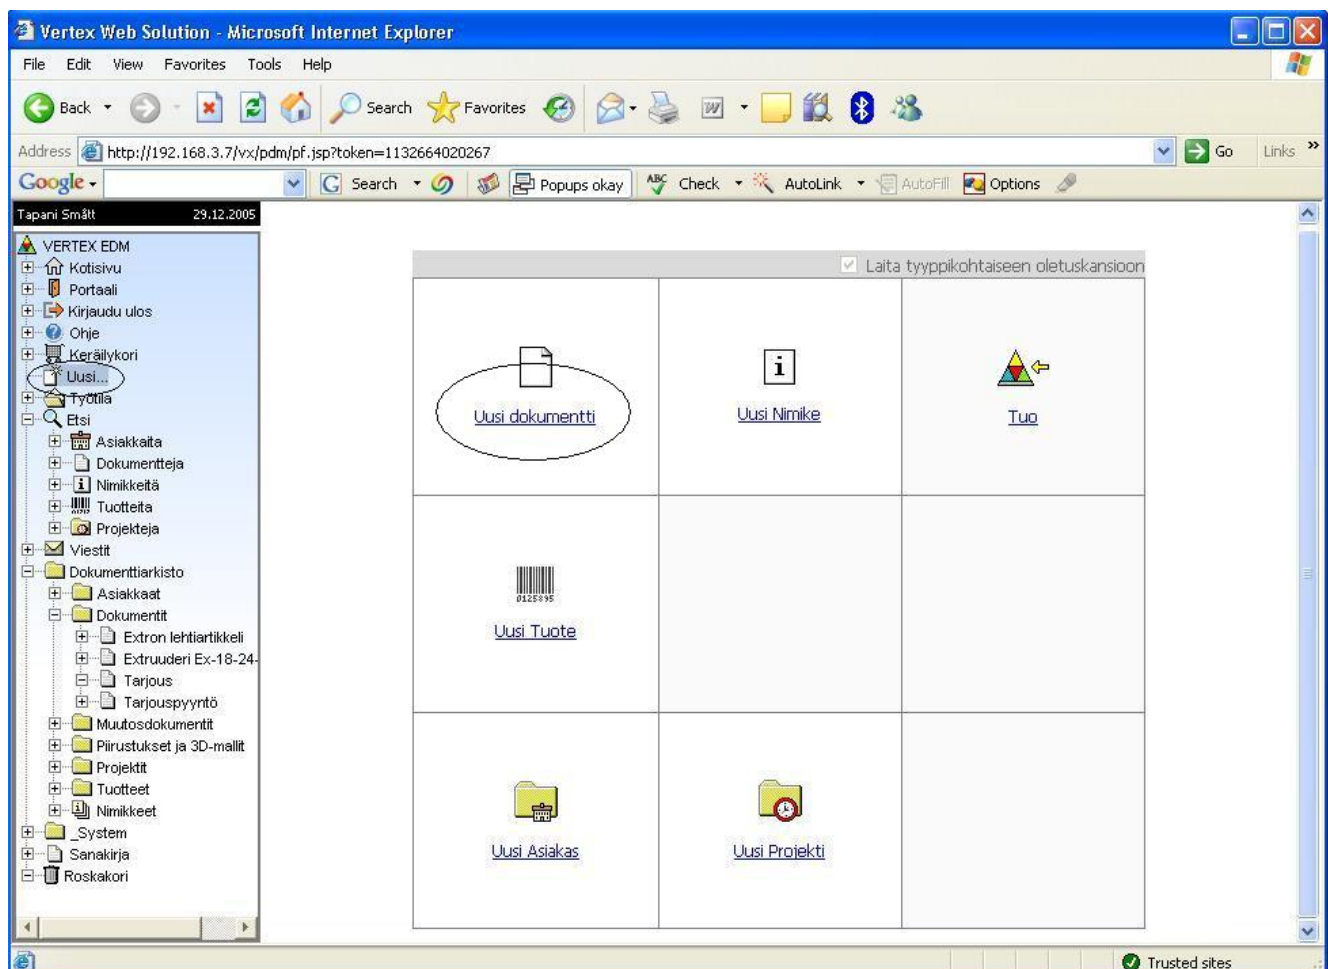 Vertex Web Solution - Microsoft Internet Explorer
File Edit View Favorites Tools Help
Back Search Favorites
Address http://192.168.3.7/vx/pdm/pf.jsp?token=1132664020267 Go Links »
Google Search Popups okay ABC Check AutoLink AutoFill Options
Tapani Smått 29.12.2005
VERTEX EDM
Kotisivu
Portaali
Kirjaudu ulos
Ohje
Keräilykori
Uusi...
Työtila
Etsi
Asiakkaita
Dokumentteja
Nimikkeitä
Tuotteita
Projekteja
Viestit
Dokumenttiarkisto
Asiakkaat
Dokumentit
Extron lehtiartikkeli
Extruuderi Ex-18-24-
Tarjous
Tarjouspyyntö
Muutosdokumentit
Piirustukset ja 3D-mallit
Projektit
Tuotteet
Nimikkeet
_System
Sanakirja
Roskakori
Laita tyyppikohtaiseen oletuskansioon
Uusi dokumentti
Uusi Nimike
Tuo
0125895
Uusi Tuote
Uusi Asiakas
Uusi Projekti
Trusted sites